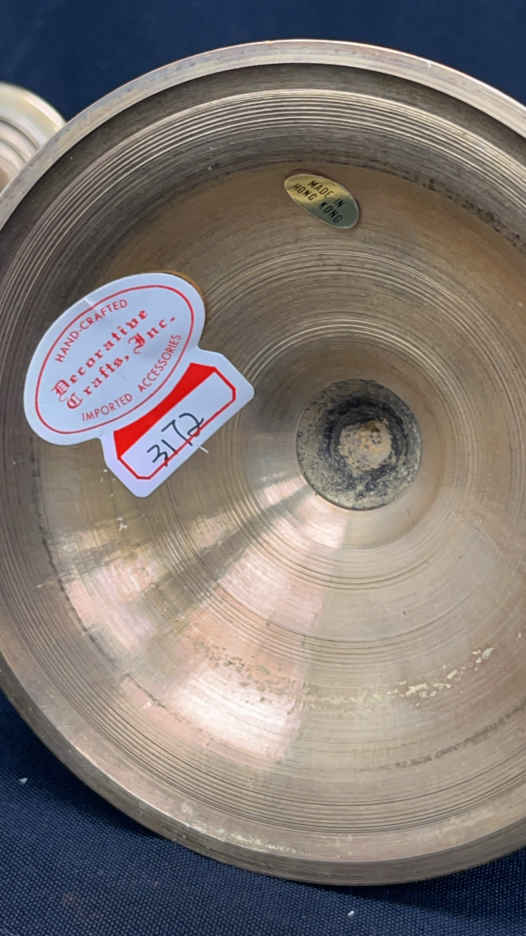 MADE IN
HONG KONG
HAND-CRAFTED
Decorative
Crafts, Inc.
IMPORTED ACCESSORIES
3172